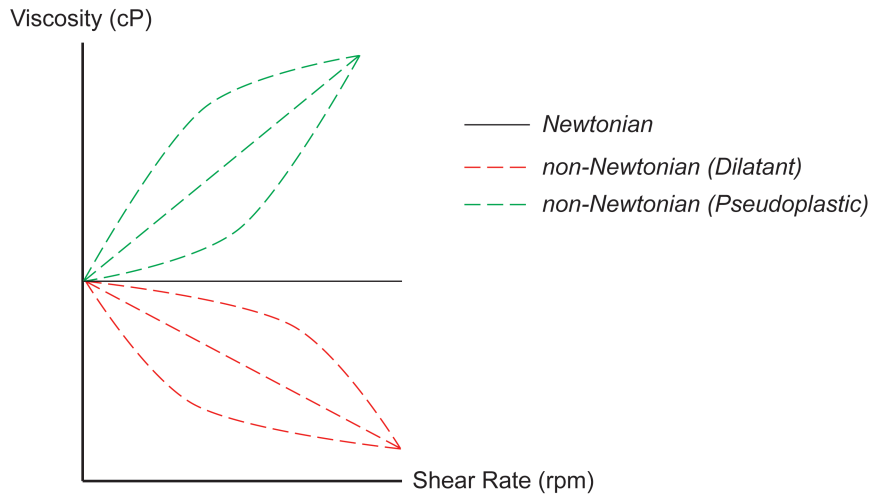 Viscosity (cP)
Newtonian
non-Newtonian (Dilatant)
non-Newtonian (Pseudoplastic)
Shear Rate (rpm)